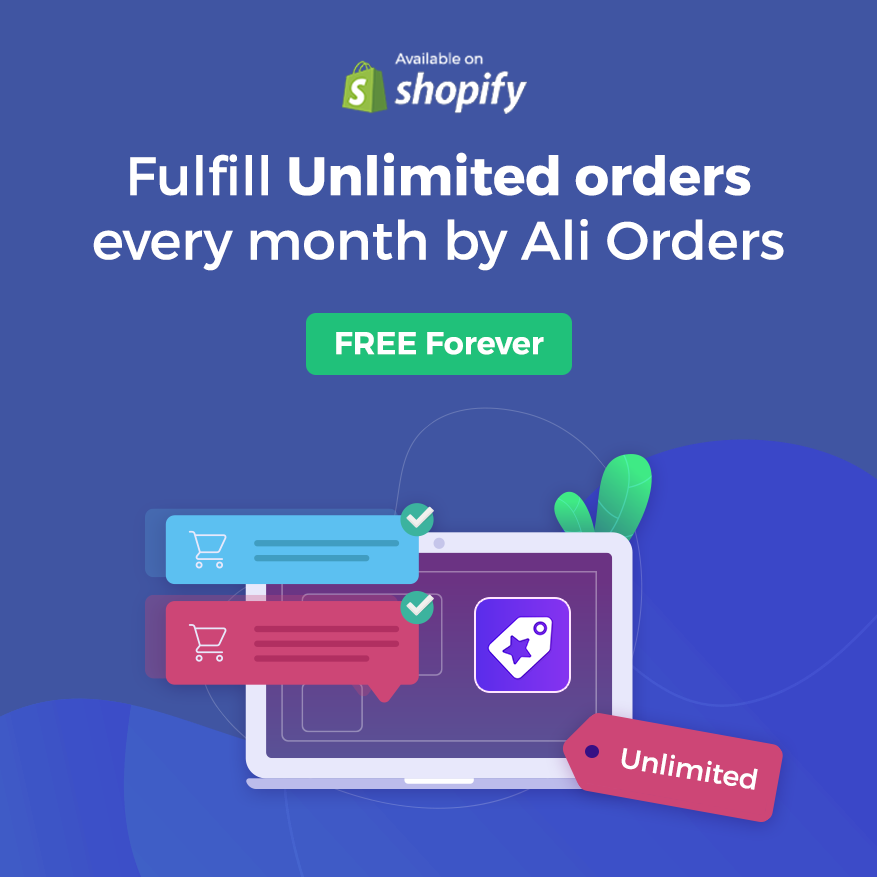 Available on
shopify
Fulfill Unlimited orders
every month by Ali Orders
FREE Forever
Unlimited